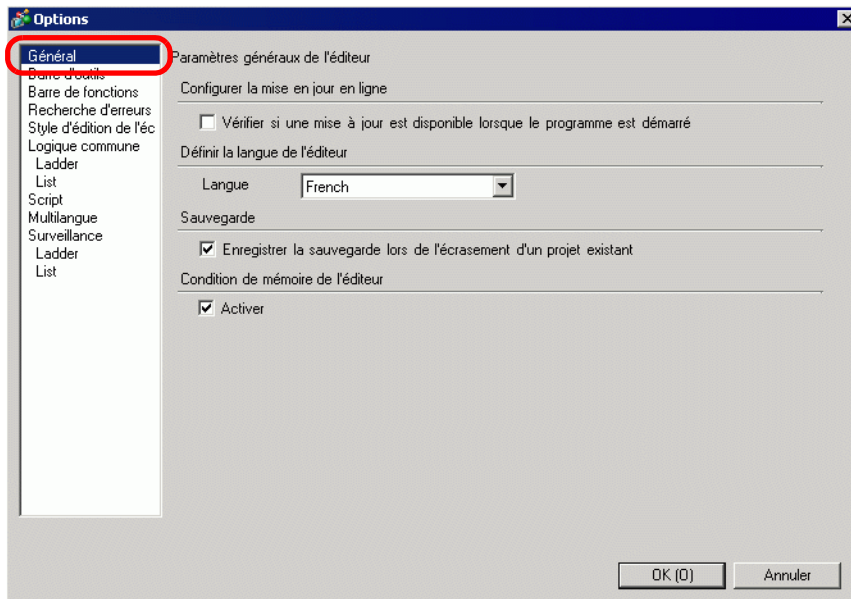 Options
Général
Barre d'outils
Barre de fonctions
Recherche d'erreurs
Style d'édition de l'éc
Logique commune
Ladder
List
Script
Multilangue
Surveillance
Ladder
List
Paramètres généraux de l'éditeur
Configurer la mise en jour en ligne
Vérifier si une mise à jour est disponible lorsque le programme est démarré
Définir la langue de l'éditeur
Langue French
Sauvegarde
Enregistrer la sauvegarde lors de l'écrasement d'un projet existant
Condition de mémoire de l'éditeur
Activer
OK (O) Annuler